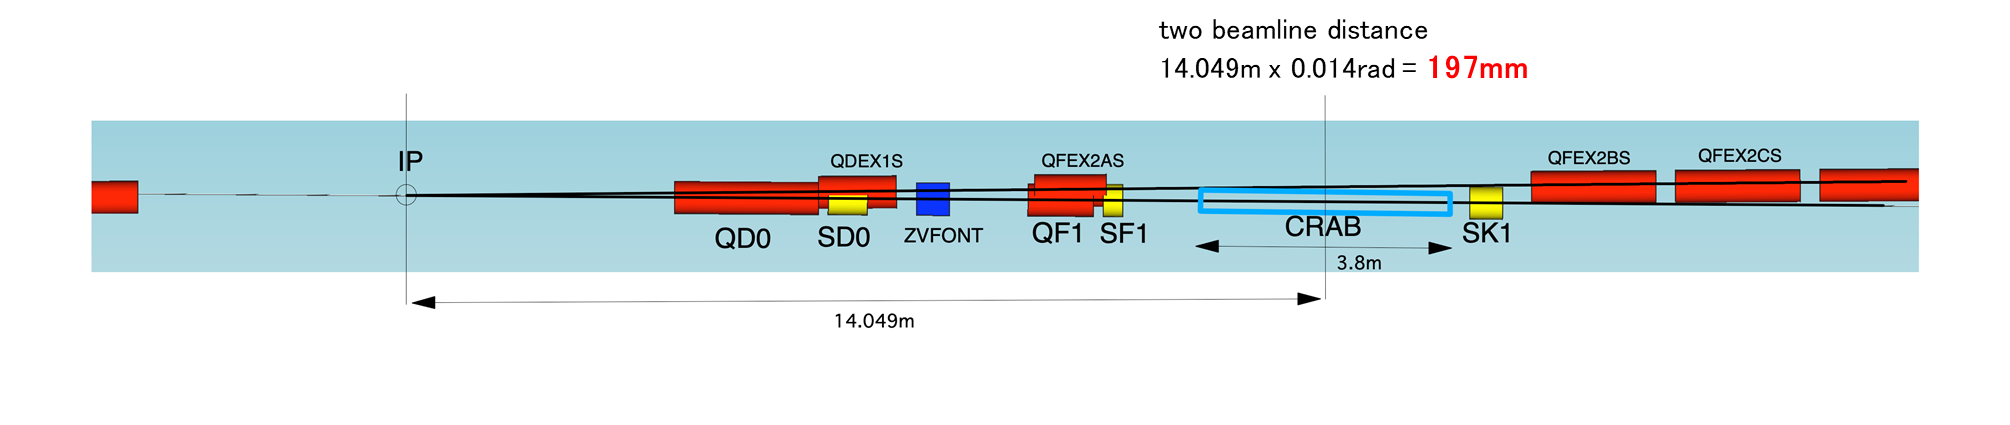 two beamline distance
14.049m x 0.014rad = 197mm
IP
QDEX1S
QFEX2AS
QFEX2BS
QFEX2CS
QD0
SD0
ZVFONT
QF1
SF1
CRAB
SK1
3.8m
14.049m